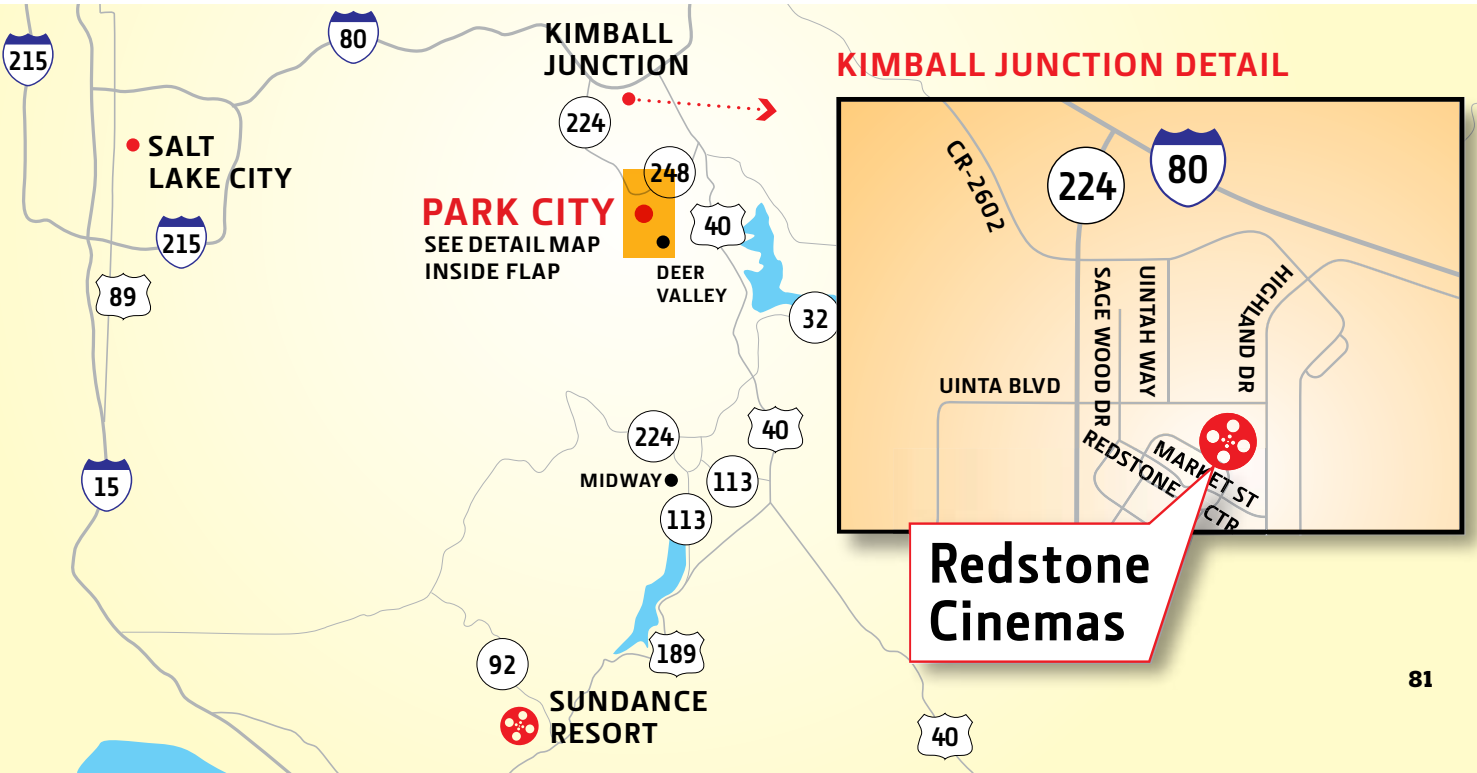 215
80
KIMBALL
JUNCTION
224
SALT
LAKE CITY
248
PARK CITY
SEE DETAIL MAP
INSIDE FLAP
40
DEER
VALLEY
215
89
32
224
40
MIDWAY
113
113
15
189
92
SUNDANCE
RESORT
40
KIMBALL JUNCTION DETAIL
CR-2602
224
80
SAGE WOOD DR
UINTAH WAY
HIGHLAND DR
UINTA BLVD
REDSTONE CTR
MARKET ST
Redstone
Cinemas
81